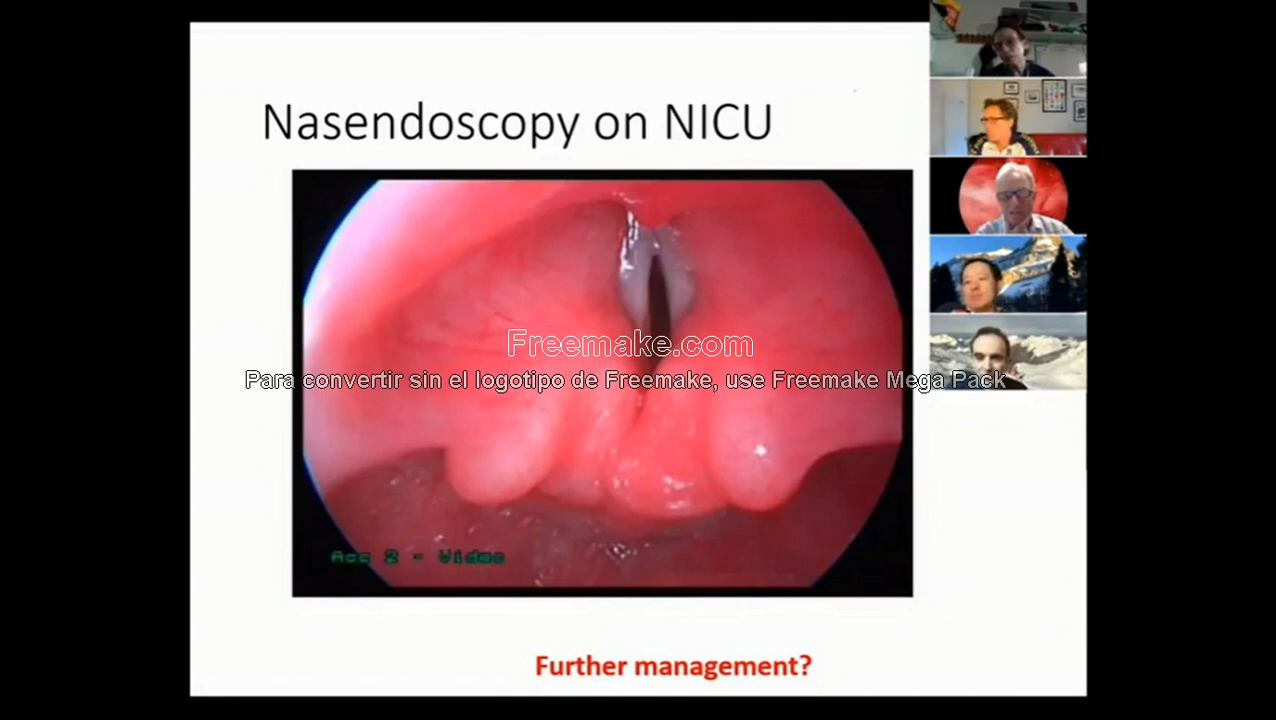 Nasendoscopy on NICU
Freemake.com
Para convertir sin el logotipo de Freemake, use Freemake Mega Pack
Acc 2 - Video
Further management?